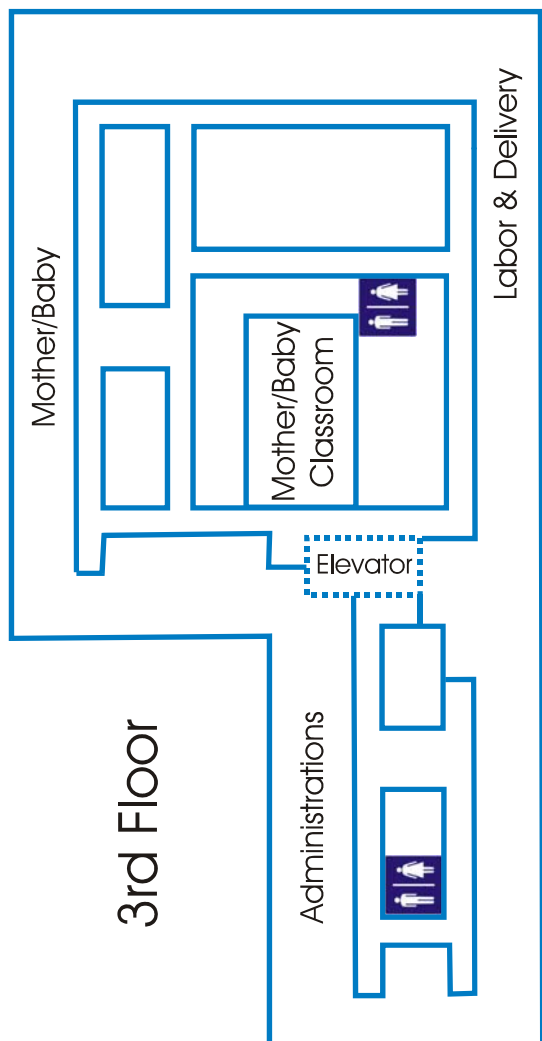 Mother/Baby
Labor & Delivery
Mother/Baby
Classroom
Elevator
Administrations
3rd Floor